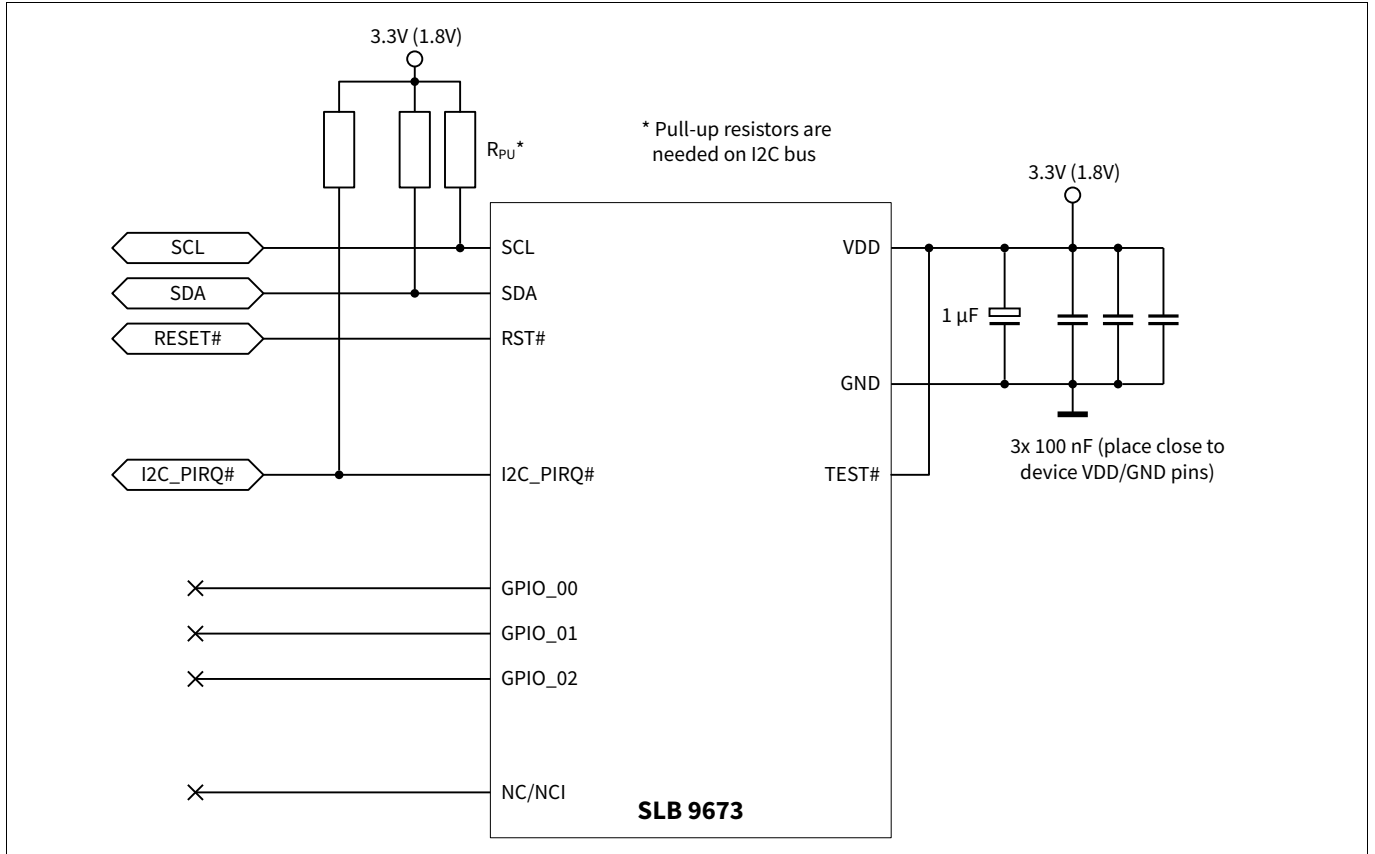 3.3V (1.8V)
R_PU*
* Pull-up resistors are
needed on I2C bus
3.3V (1.8V)
SCL
SCL
VDD
SDA
SDA
1 µF
RESET#
RST#
GND
3x 100 nF (place close to
device VDD/GND pins)
I2C_PIRQ#
I2C_PIRQ#
TEST#
GPIO_00
GPIO_01
GPIO_02
NC/NCI
SLB 9673